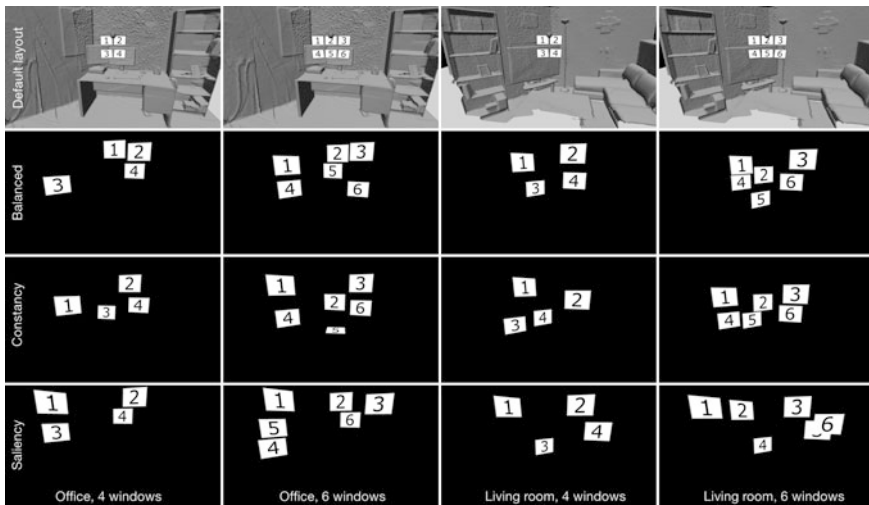 Default layout
1 2
3 4
1 2 3
4 5 6
1 2
3 4
1 2 3
4 5 6
Balanced
1 2
4
3
1 2 3
5
4 6
1 2
3 4
1 2 3
4 6
5
Constancy
2
1 3 4
1 3
2 6
4
5
1 2
3 4
1 2 3
4 5 6
Saliency
1 2
4
3
1 2 3
6
5
4
1 2
4
3
1 2 3
6
4
Office, 4 windows
Office, 6 windows
Living room, 4 windows
Living room, 6 windows